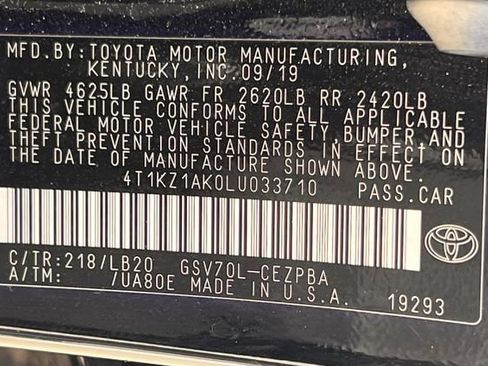 MFD.BY:TOYOTA MOTOR MANUFACTURING,
KENTUCKY,INC.09/19
GVWR 4625LB GAWR FR 2620LB RR 2420LB
THIS VEHICLE CONFORMS TO ALL APPLICABLE
FEDERAL MOTOR VEHICLE SAFETY, BUMPER AND
THEFT PREVENTION STANDARDS IN EFFECT ON
THE DATE OF MANUFACTURE SHOWN ABOVE.
4T1KZ1AK0LU033710 PASS.CAR
C/TR:218/LB20 GSV70L-CEZPBA
A/TM: 7UA80E MADE IN U.S.A. 19293
TOYOTA